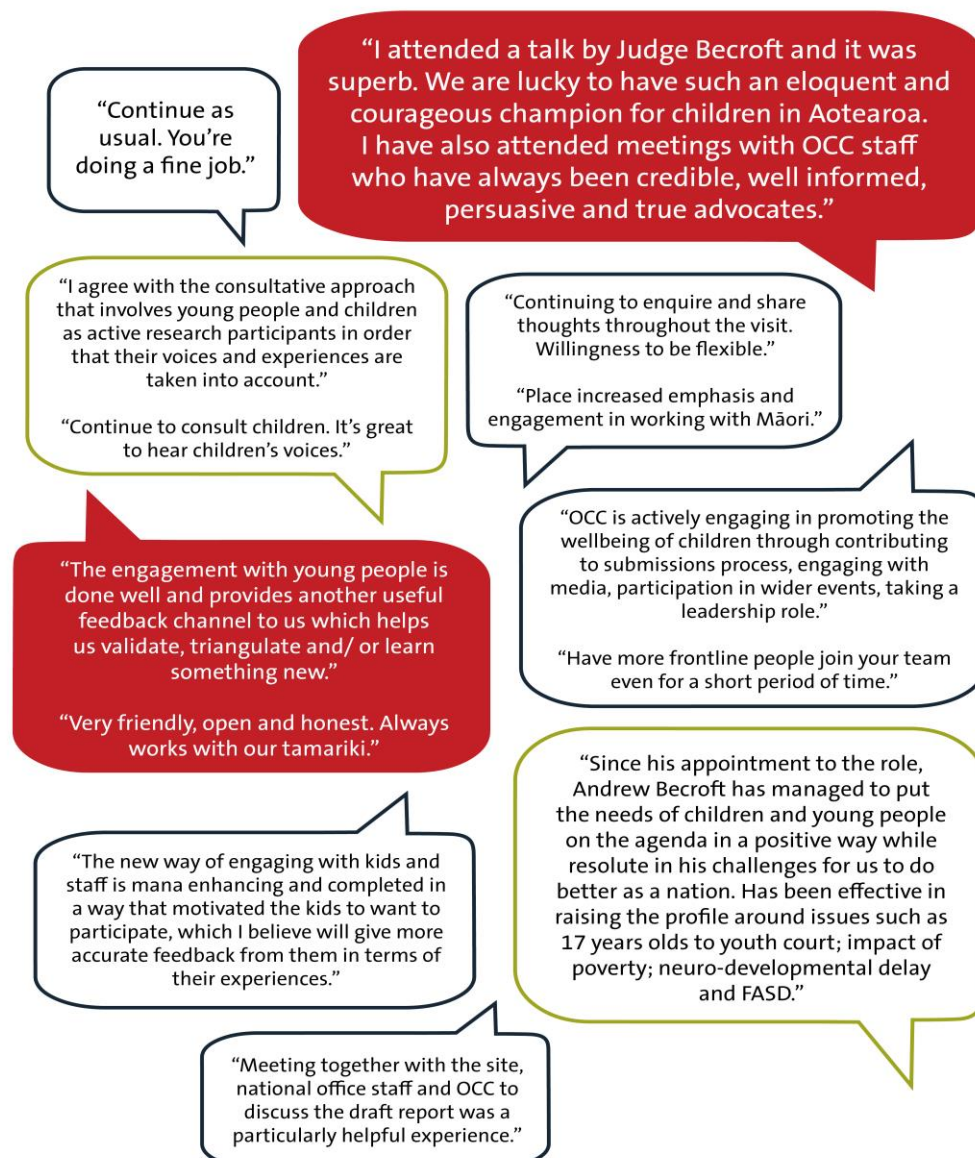 “Continue as
usual. You’re
doing a fine job.”
“I attended a talk by Judge Becroft and it was
superb. We are lucky to have such an eloquent and
courageous champion for children in Aotearoa.
I have also attended meetings with OCC staff
who have always been credible, well informed,
persuasive and true advocates.”
“I agree with the consultative approach
that involves young people and children
as active research participants in order
that their voices and experiences are
taken into account.”
“Continue to consult children. It’s great
to hear children’s voices.”
“Continuing to enquire and share
thoughts throughout the visit.
Willingness to be flexible.”
“Place increased emphasis and
engagement in working with Māori.”
“The engagement with young people is
done well and provides another useful
feedback channel to us which helps
us validate, triangulate and/ or learn
something new.”
“Very friendly, open and honest. Always
works with our tamariki.”
“OCC is actively engaging in promoting the
wellbeing of children through contributing
to submissions process, engaging with
media, participation in wider events, taking a
leadership role.”
“Have more frontline people join your team
even for a short period of time.”
“The new way of engaging with kids and
staff is mana enhancing and completed in
a way that motivated the kids to want to
participate, which I believe will give more
accurate feedback from them in terms of
their experiences.”
“Since his appointment to the role,
Andrew Becroft has managed to put
the needs of children and young people
on the agenda in a positive way while
resolute in his challenges for us to do
better as a nation. Has been effective in
raising the profile around issues such as
17 years olds to youth court; impact of
poverty; neuro-developmental delay
and FASD.”
“Meeting together with the site,
national office staff and OCC to
discuss the draft report was a
particularly helpful experience.”